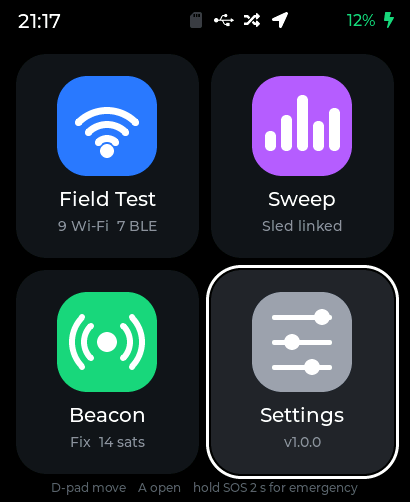 21:17 12%
Field Test Sweep
9 Wi-Fi 7 BLE Sled linked
Beacon Settings
Fix 14 sats v1.0.0
D-pad move A open hold SOS 2 s for emergency